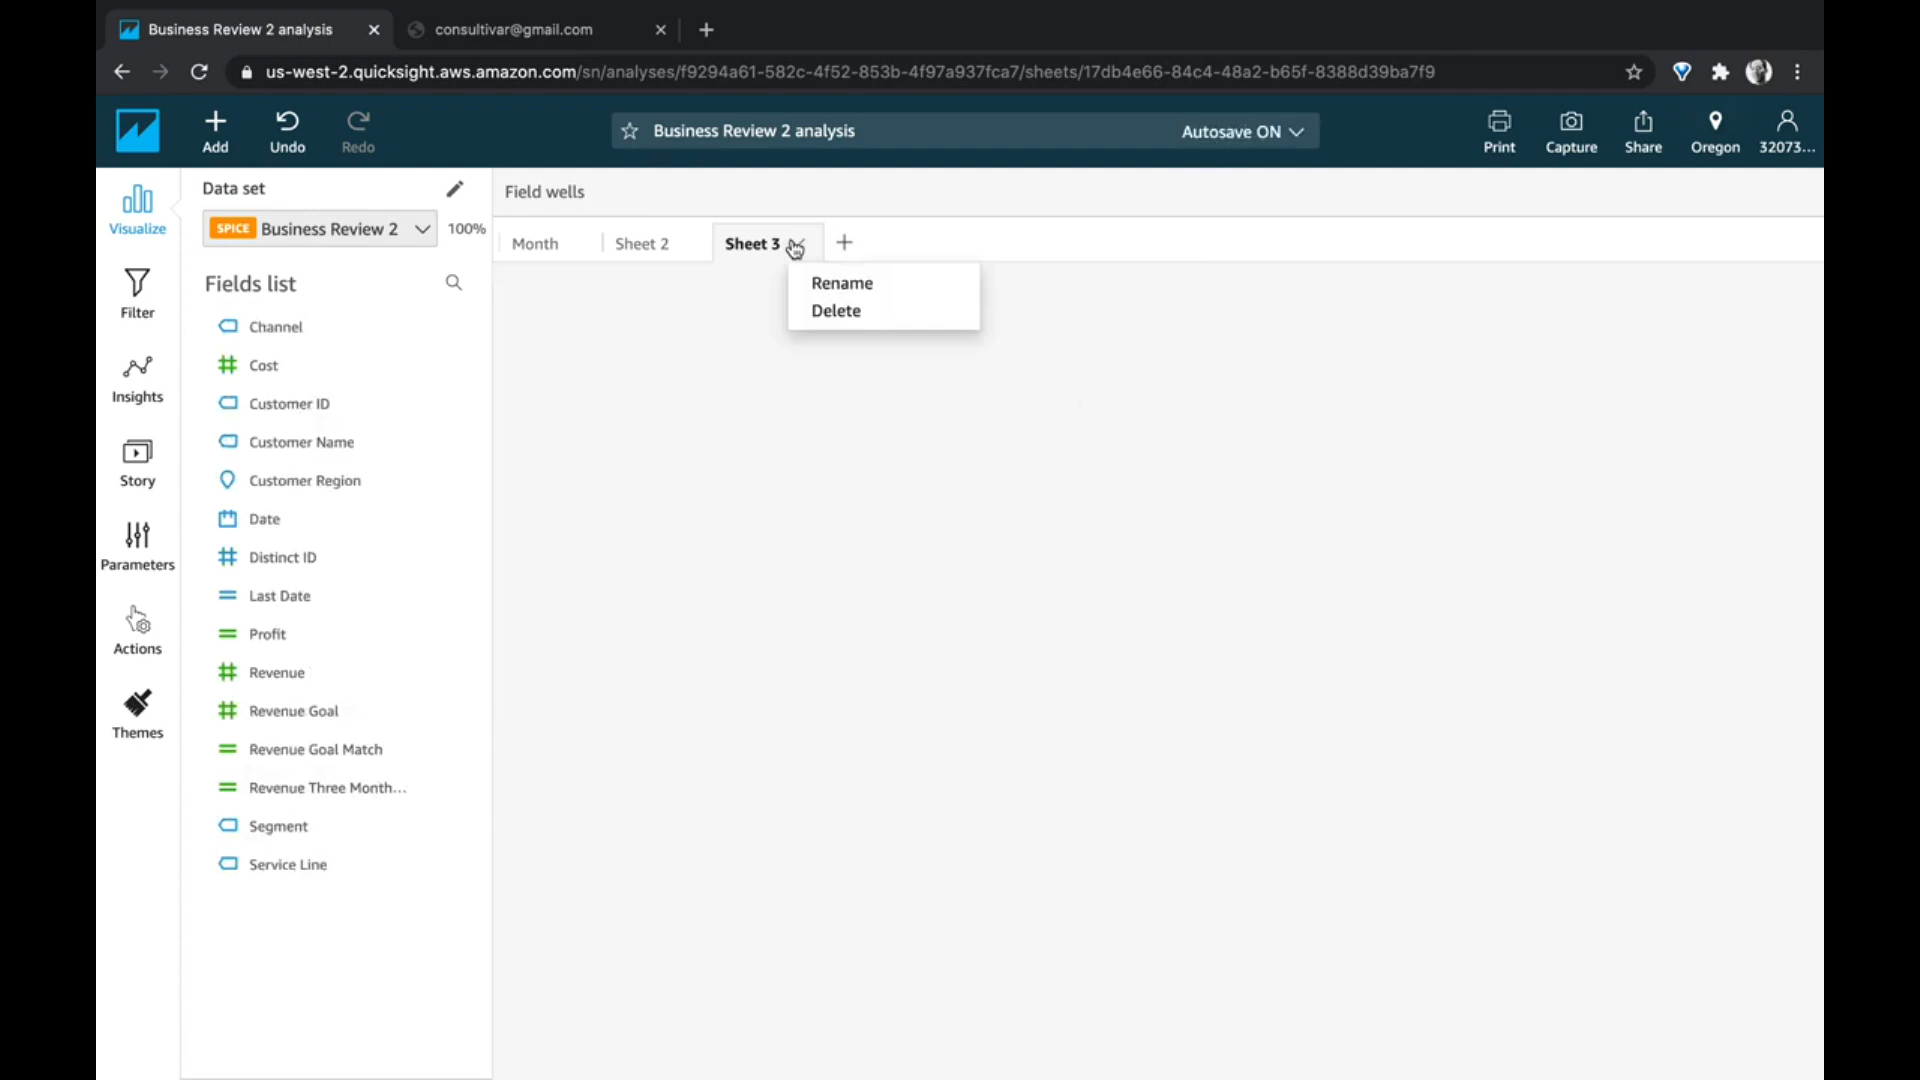 Business Review 2 analysis
consultivar@gmail.com
us-west-2.quicksight.aws.amazon.com/sn/analyses/f9294a61-582c-4f52-853b-4f97a937fca7/sheets/17db4e66-84c4-48a2-b65f-8388d39ba7f9
Add
Undo
Redo
Business Review 2 analysis
Autosave ON
Print
Capture
Share
Oregon
32073...
Visualize
Filter
Insights
Story
Parameters
Actions
Themes
Data set
SPICE Business Review 2
100%
Fields list
Channel
Cost
Customer ID
Customer Name
Customer Region
Date
Distinct ID
Last Date
Profit
Revenue
Revenue Goal
Revenue Goal Match
Revenue Three Month...
Segment
Service Line
Field wells
Month
Sheet 2
Sheet 3
Rename
Delete